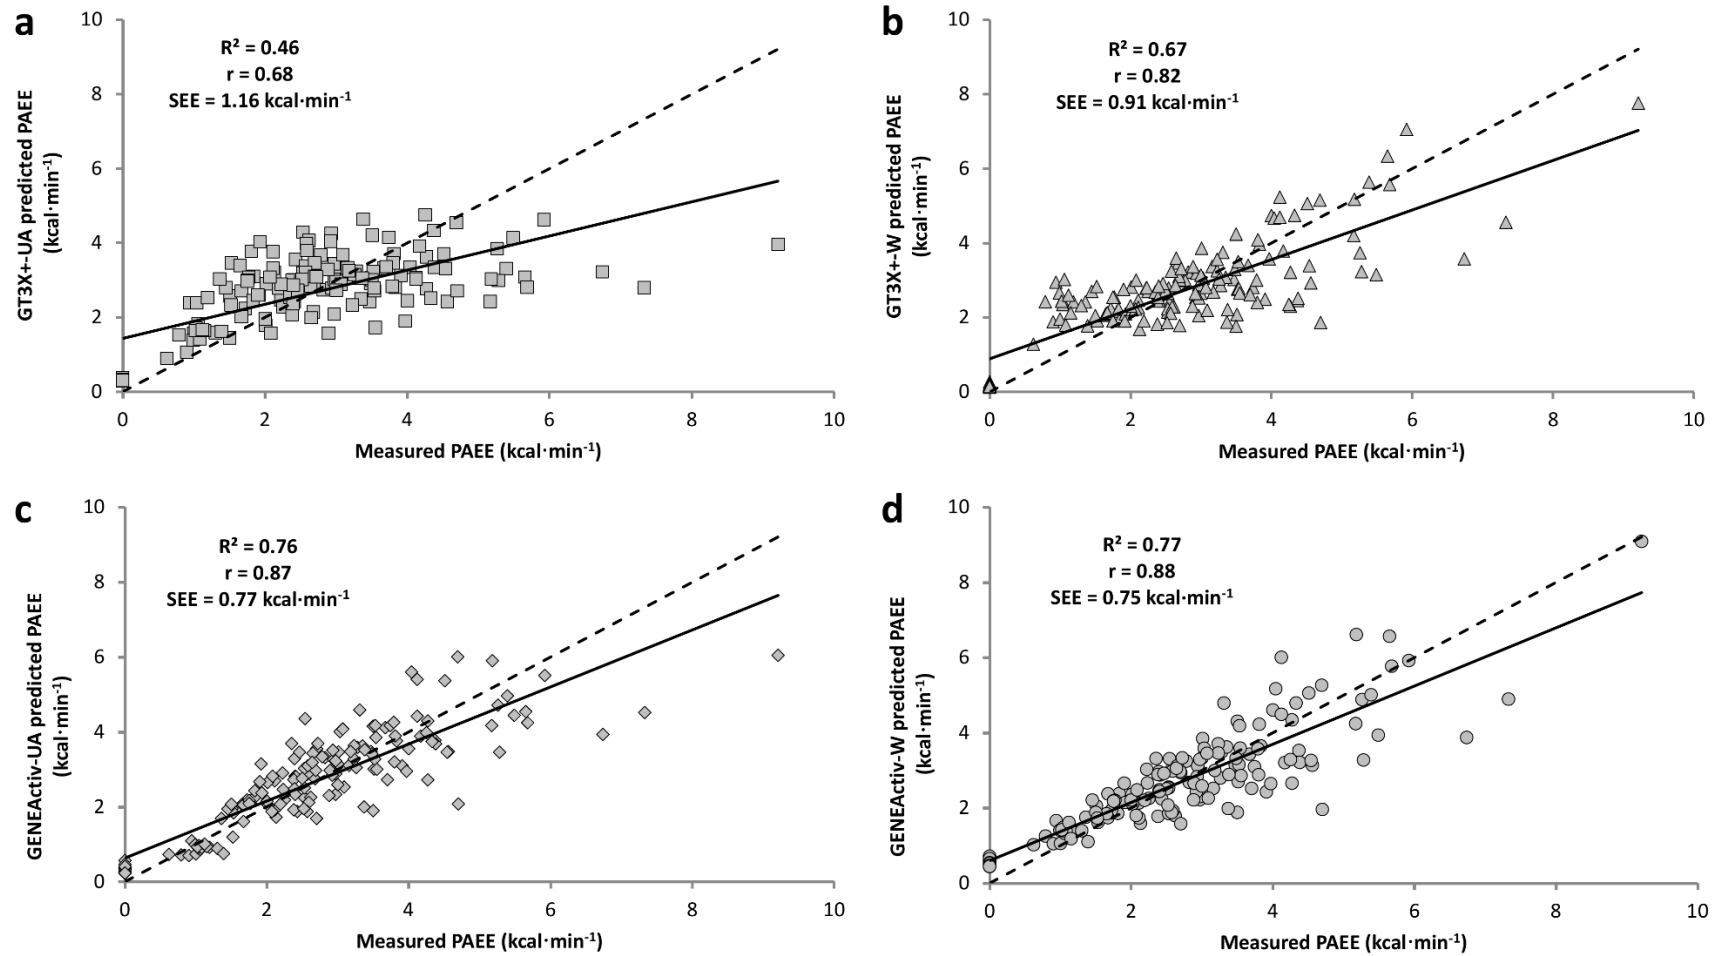 a
R² = 0.46
r = 0.68
SEE = 1.16 kcal·min-1
GT3X+-UA predicted PAEE
(kcal·min-1)
10
8
6
4
2
0
0 2 4 6 8 10
Measured PAEE (kcal·min-1)
b
R² = 0.67
r = 0.82
SEE = 0.91 kcal·min-1
GT3X+-W predicted PAEE
(kcal·min-1)
10
8
6
4
2
0
0 2 4 6 8 10
Measured PAEE (kcal·min-1)
c
R² = 0.76
r = 0.87
SEE = 0.77 kcal·min-1
GENEActiv-UA predicted PAEE
(kcal·min-1)
10
8
6
4
2
0
0 2 4 6 8 10
Measured PAEE (kcal·min-1)
d
R² = 0.77
r = 0.88
SEE = 0.75 kcal·min-1
GENEActiv-W predicted PAEE
(kcal·min-1)
10
8
6
4
2
0
0 2 4 6 8 10
Measured PAEE (kcal·min-1)